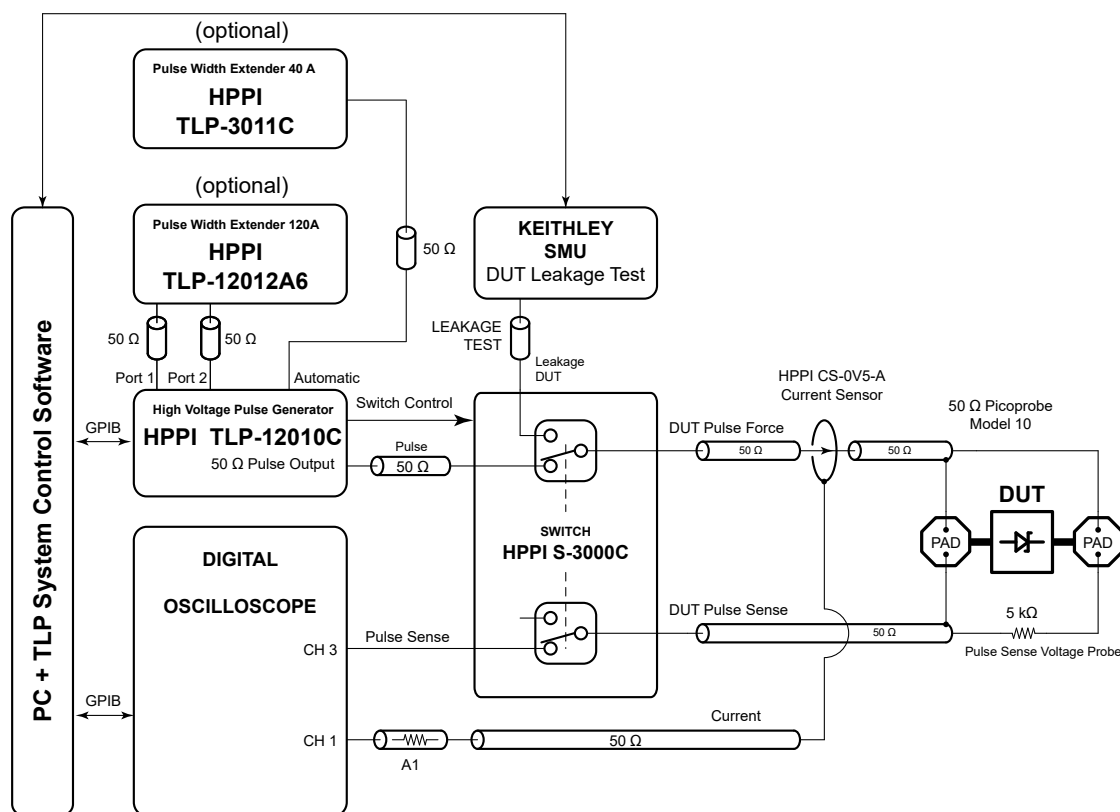 (optional)
Pulse Width Extender 40 A
HPPI
TLP-3011C
(optional)
Pulse Width Extender 120A
HPPI
TLP-12012A6
50 Ω
KEITHLEY
SMU
DUT Leakage Test
50 Ω
50 Ω
LEAKAGE
TEST
Leakage
DUT
Port 1
Port 2
Automatic
HPPI CS-0V5-A
Current Sensor
50 Ω Picoprobe
Model 10
PC + TLP System Control Software
GPIB
High Voltage Pulse Generator
HPPI TLP-12010C
50 Ω Pulse Output
Switch Control
Pulse
50 Ω
DUT Pulse Force
50 Ω
50 Ω
DUT
PAD
PAD
SWITCH
HPPI S-3000C
DIGITAL
OSCILLOSCOPE
CH 3
Pulse Sense
DUT Pulse Sense
50 Ω
5 kΩ
Pulse Sense Voltage Probe
GPIB
CH 1
A1
Current
50 Ω